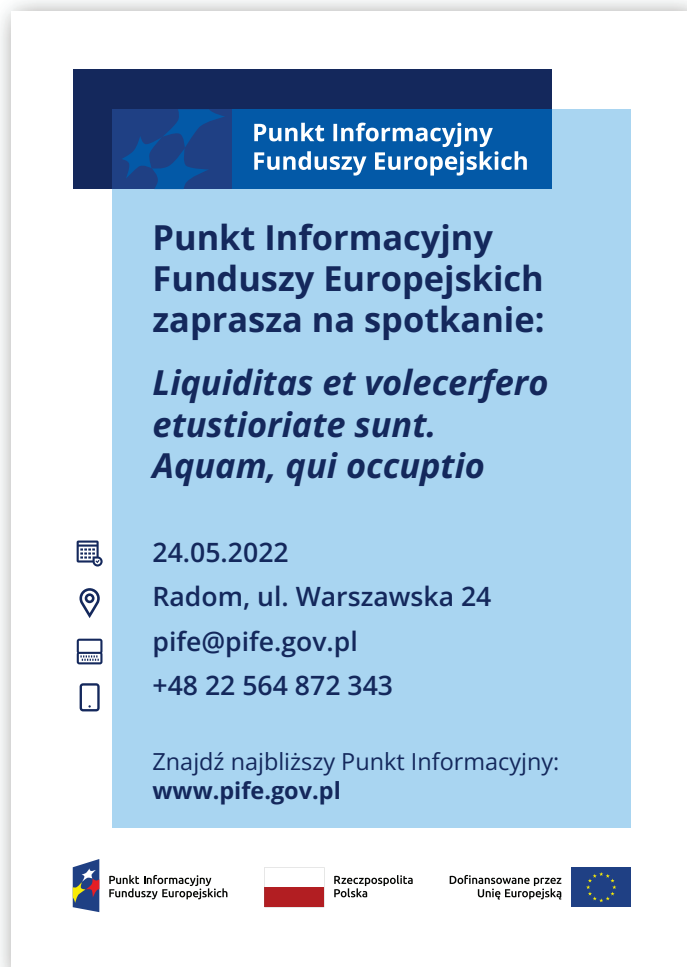 Punkt Informacyjny
Funduszy Europejskich
Punkt Informacyjny
Funduszy Europejskich
zaprasza na spotkanie:
Liquiditas et volecerfero
etustioriate sunt.
Aquam, qui occuptio
24.05.2022
Radom, ul. Warszawska 24
pife@pife.gov.pl
+48 22 564 872 343
Znajdź najbliższy Punkt Informacyjny:
www.pife.gov.pl
Punkt Informacyjny
Funduszy Europejskich
Rzeczpospolita
Polska
Dofinansowane przez
Unię Europejską